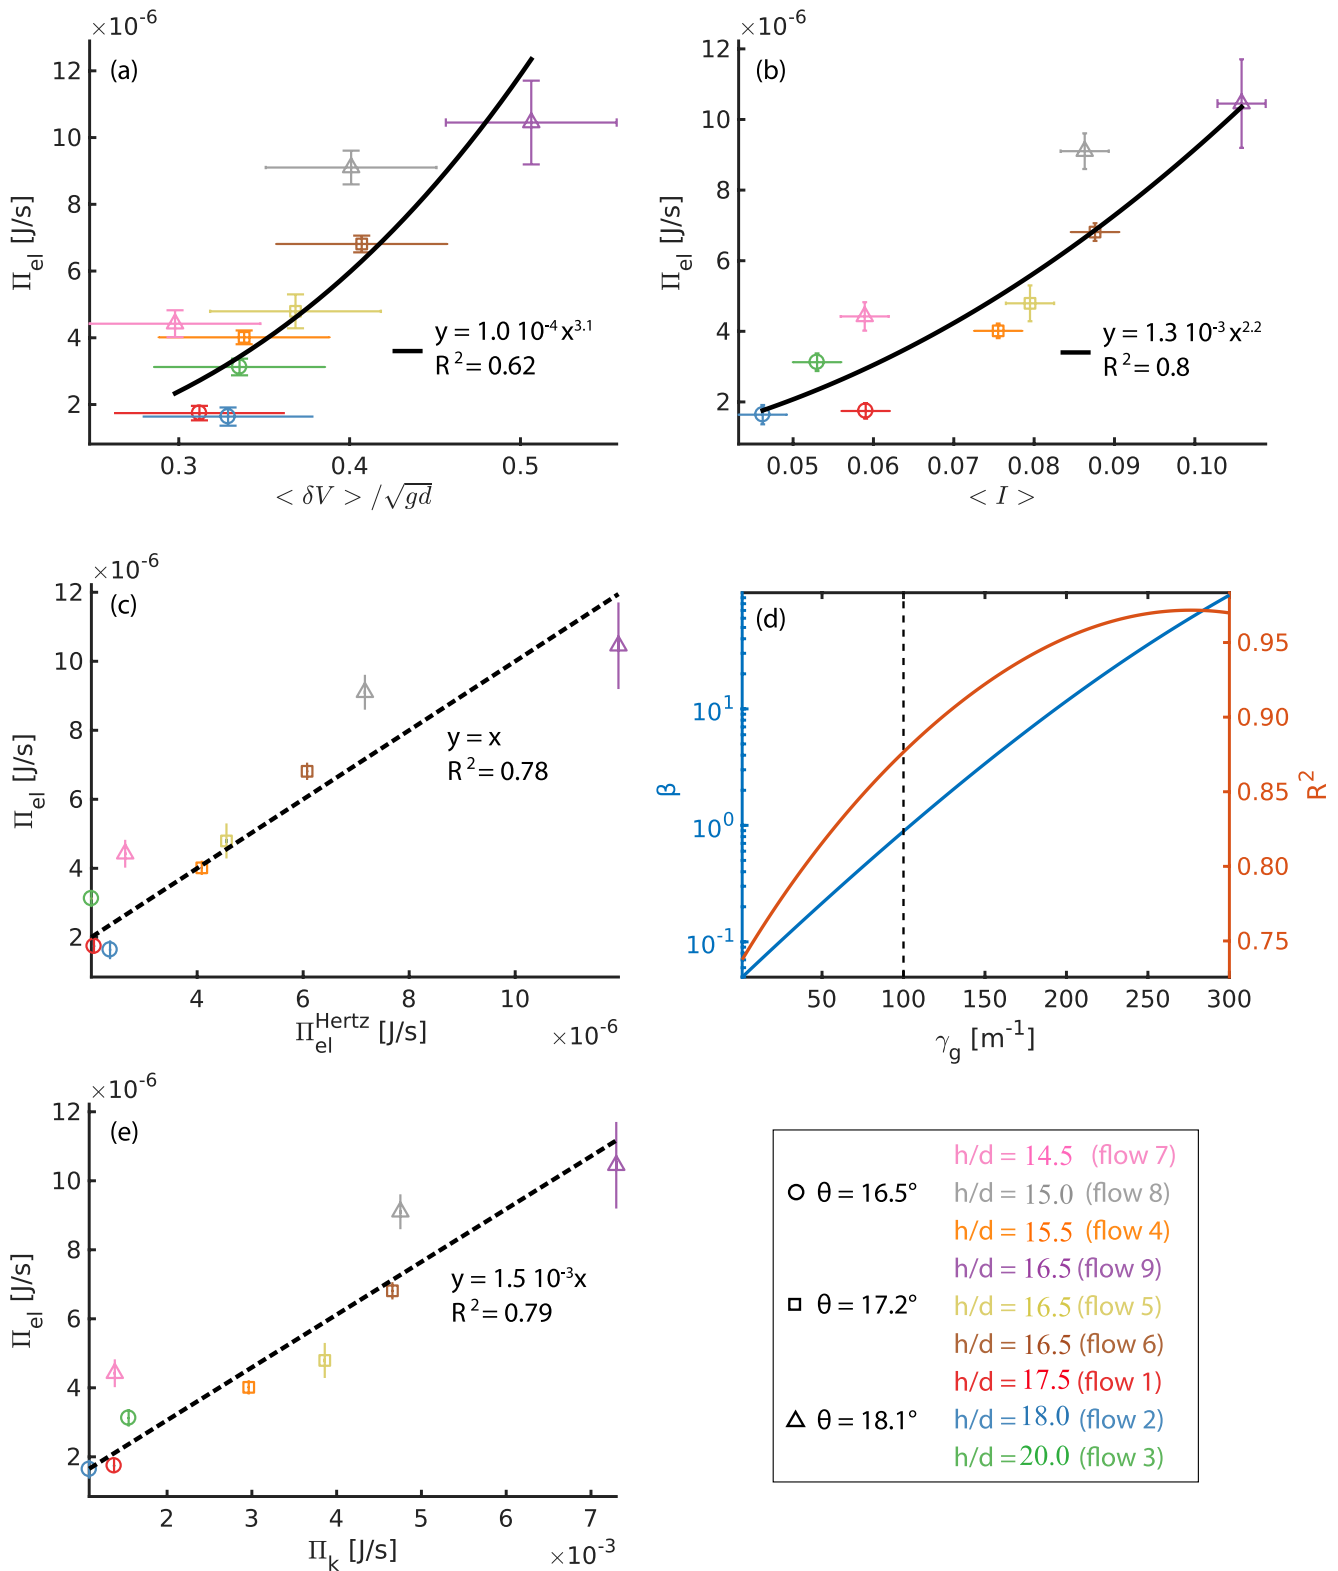 ×10⁻⁶
(a)
12
10
8
6
4
2
Π_el [J/s]
y = 1.0 10⁻⁴x³·¹
R² = 0.62
0.3 0.4 0.5
< δV > /√gd
×10⁻⁶
(b)
12
10
8
6
4
2
Π_el [J/s]
y = 1.3 10⁻³x²·²
R² = 0.8
0.05 0.06 0.07 0.08 0.09 0.10
< I >
×10⁻⁶
(c)
12
10
8
6
4
2
Π_el [J/s]
y = x
R² = 0.78
4 6 8 10
Π_el^Hertz [J/s]
×10⁻⁶
(d)
10¹
10⁰
10⁻¹
β
0.95
0.90
0.85
0.80
0.75
R²
50 100 150 200 250 300
γ_g [m⁻¹]
×10⁻⁶
(e)
12
10
8
6
4
2
Π_el [J/s]
y = 1.5 10⁻³x
R² = 0.79
2 3 4 5 6 7
Π_k [J/s]
×10⁻³
θ = 16.5°
θ = 17.2°
θ = 18.1°
h/d = 14.5 (flow 7)
h/d = 15.0 (flow 8)
h/d = 15.5 (flow 4)
h/d = 16.5 (flow 9)
h/d = 16.5 (flow 5)
h/d = 16.5 (flow 6)
h/d = 17.5 (flow 1)
h/d = 18.0 (flow 2)
h/d = 20.0 (flow 3)